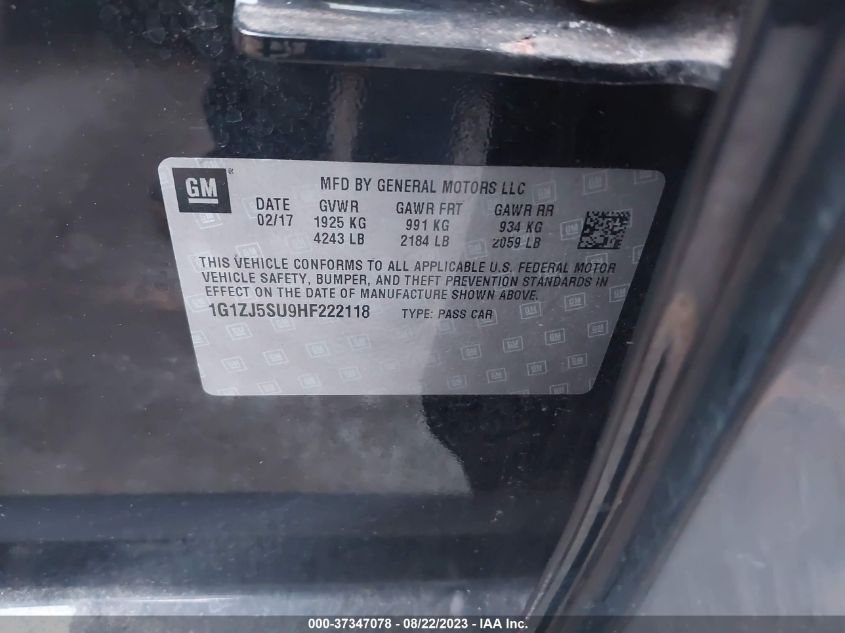 GM ® MFD BY GENERAL MOTORS LLC
DATE GVWR GAWR FRT GAWR RR
02/17 1925 KG 991 KG 934 KG
4243 LB 2184 LB 2059 LB
THIS VEHICLE CONFORMS TO ALL APPLICABLE U.S. FEDERAL MOTOR
VEHICLE SAFETY, BUMPER, AND THEFT PREVENTION STANDARDS IN
EFFECT ON THE DATE OF MANUFACTURE SHOWN ABOVE.
1G1ZJ5SU9HF222118 TYPE: PASS CAR
000-37347078 - 08/22/2023 - IAA Inc.